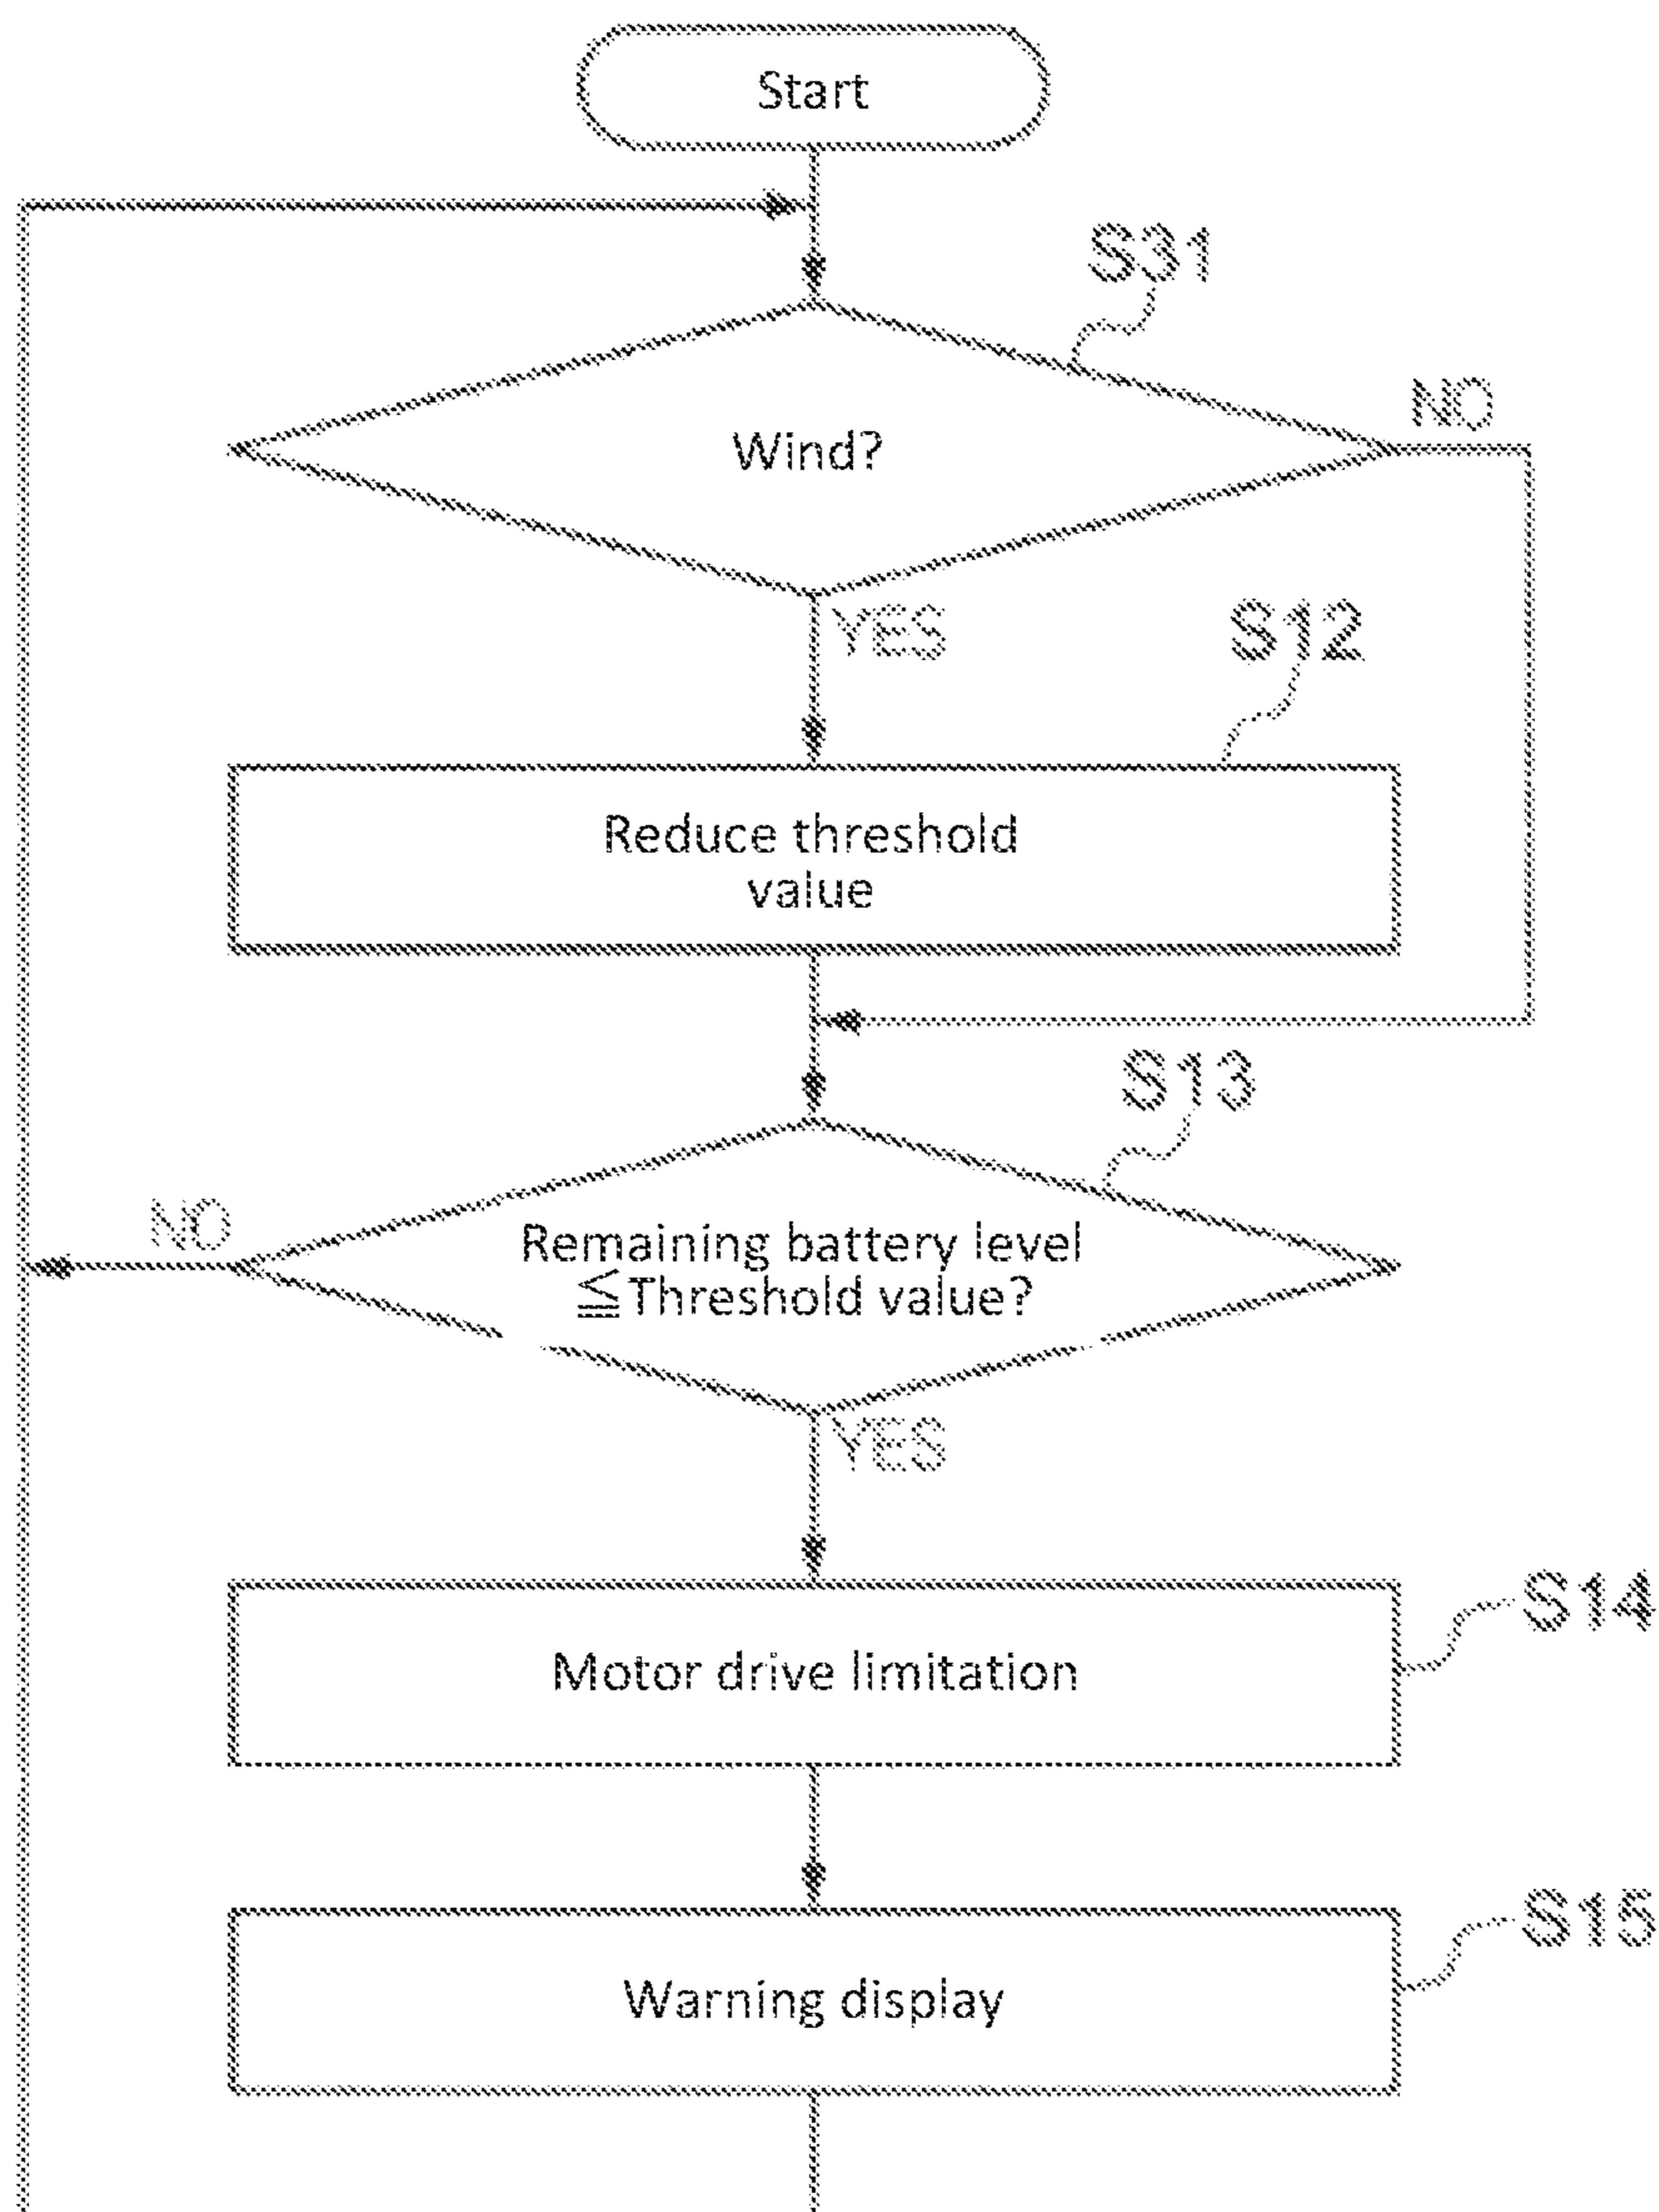 Start
S31
NO
Wind?
YES
S12
Reduce threshold
value
S13
NO
Remaining battery level
≦Threshold value?
YES
S14
Motor drive limitation
S15
Warning display